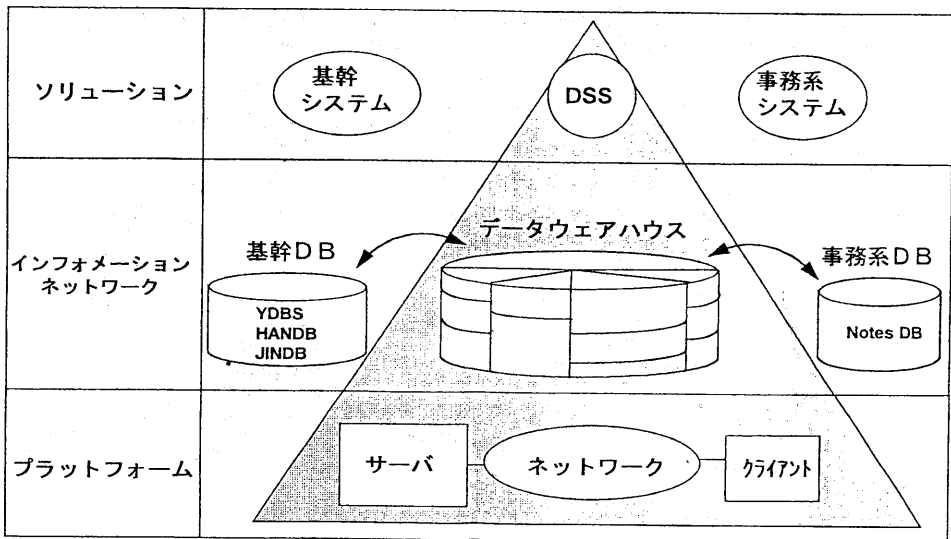 ソリューション
基幹
システム
DSS
事務系
システム
インフォメーション
ネットワーク
基幹DB
YDBS
HANDB
JINDB
データウェアハウス
事務系DB
Notes DB
プラットフォーム
サーバ
ネットワーク
クライアント